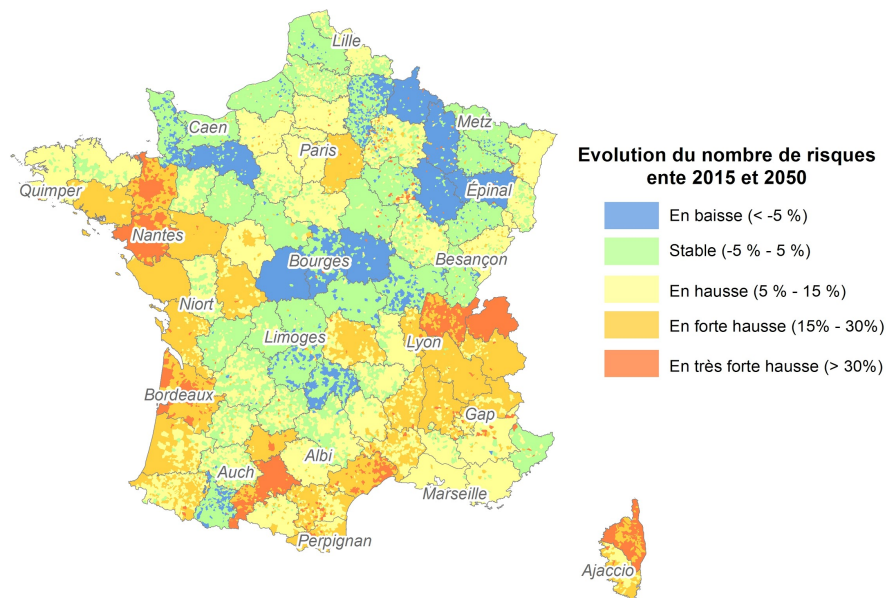 Lille
Caen
Metz
Paris
Quimper
Épinal
Nantes
Bourges
Besançon
Niort
Limoges
Lyon
Bordeaux
Gap
Albi
Auch
Marseille
Perpignan
Ajaccio
Evolution du nombre de risques
ente 2015 et 2050
En baisse (< -5 %)
Stable (-5 % - 5 %)
En hausse (5 % - 15 %)
En forte hausse (15% - 30%)
En très forte hausse (> 30%)